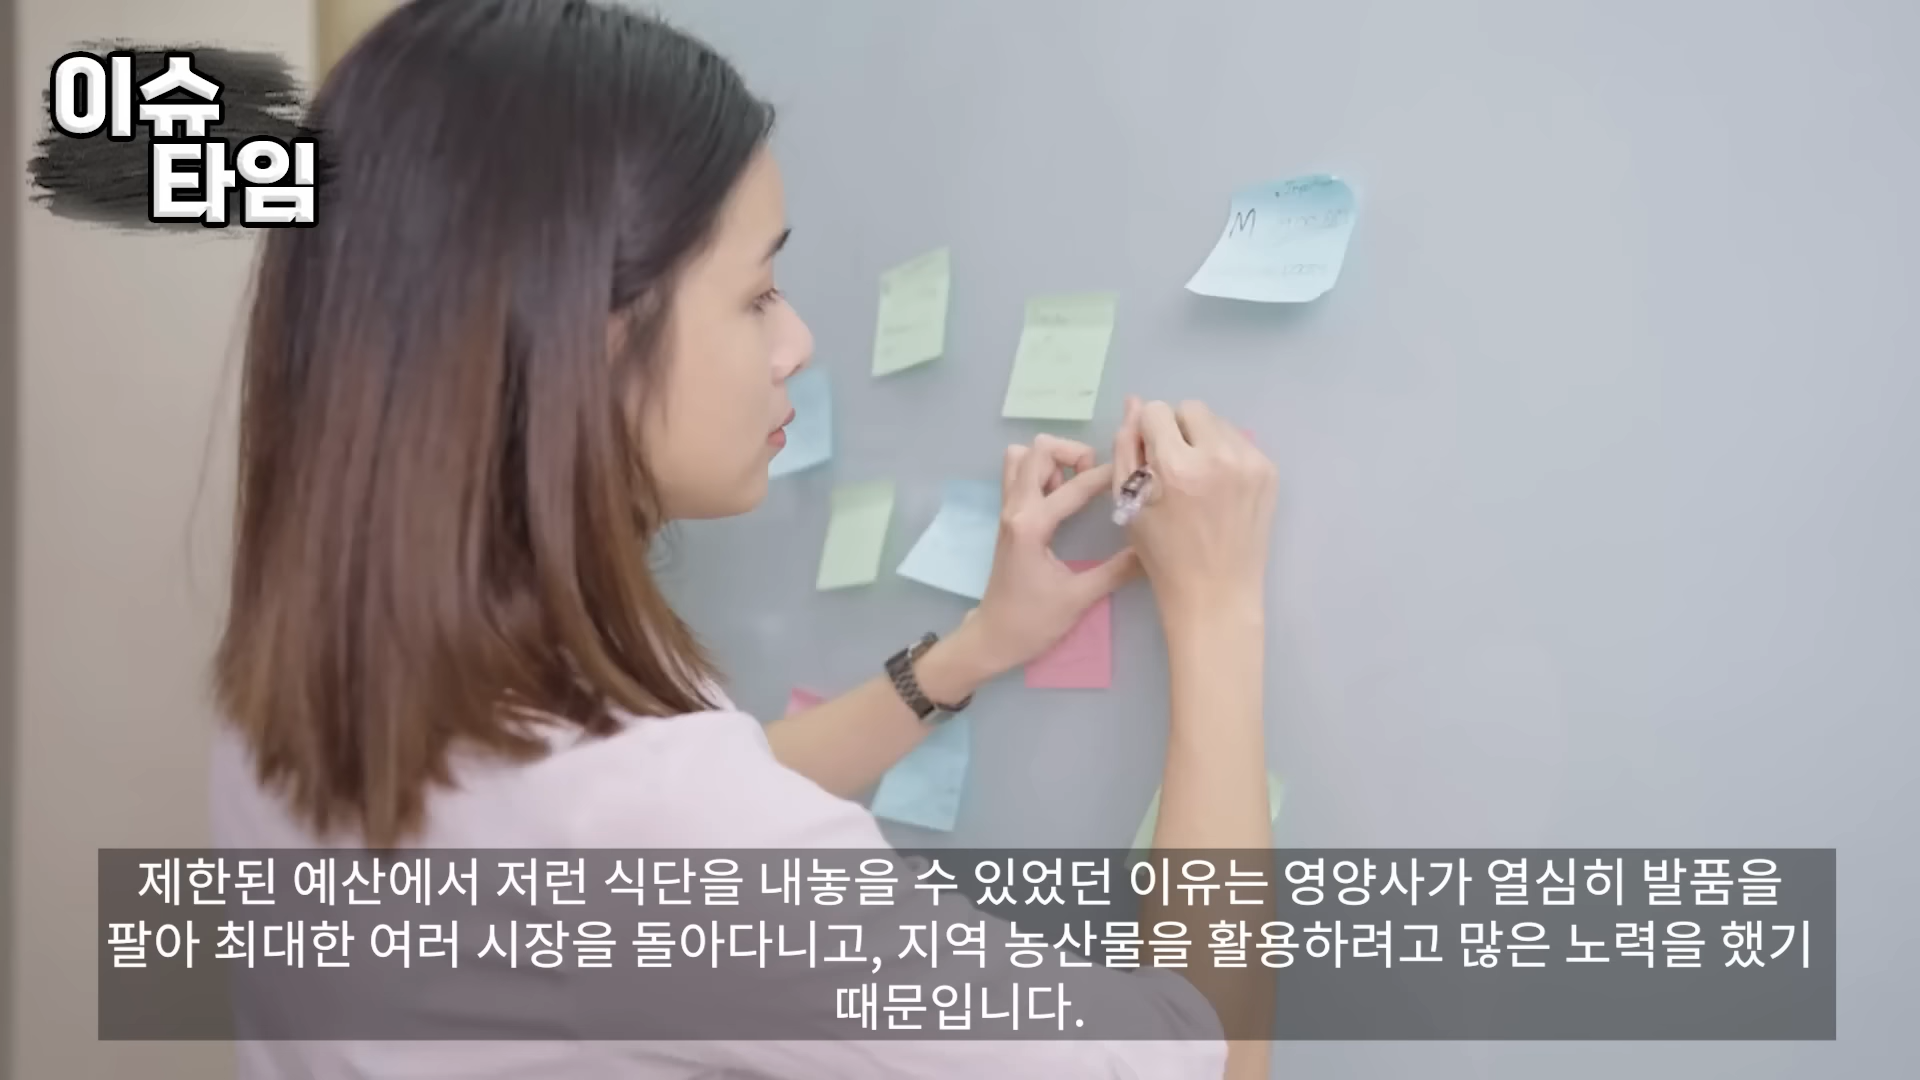 이슈
타임
M
제한된 예산에서 저런 식단을 내놓을 수 있었던 이유는 영양사가 열심히 발품을
팔아 최대한 여러 시장을 돌아다니고, 지역 농산물을 활용하려고 많은 노력을 했기
때문입니다.